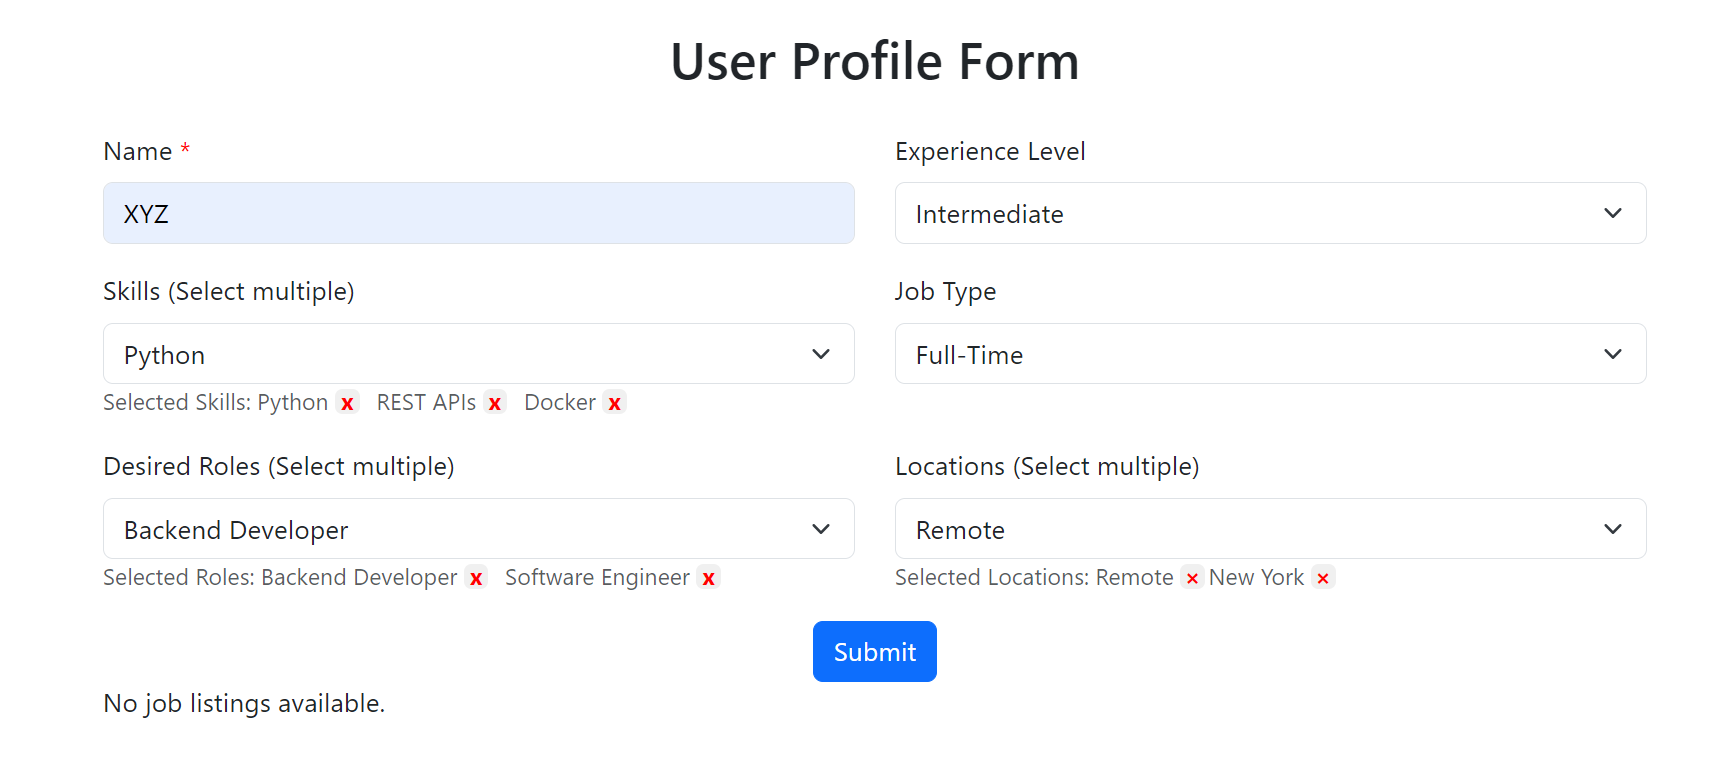 User Profile Form
Name *
XYZ
Experience Level
Intermediate
Skills (Select multiple)
Python
Selected Skills: Python x REST APIs x Docker x
Job Type
Full-Time
Desired Roles (Select multiple)
Backend Developer
Selected Roles: Backend Developer x Software Engineer x
Locations (Select multiple)
Remote
Selected Locations: Remote × New York ×
Submit
No job listings available.